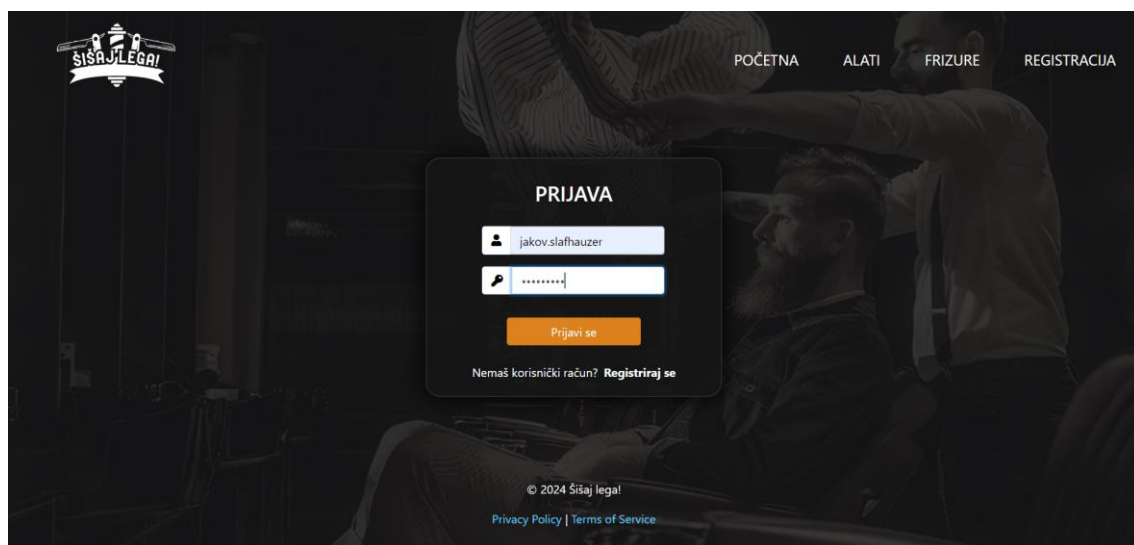 ŠIŠAJ LEGA!
POČETNA ALATI FRIZURE REGISTRACIJA
PRIJAVA
jakov.slafhauzer
•••••••••
Prijavi se
Nemaš korisnički račun? Registriraj se
© 2024 Šišaj lega!
Privacy Policy | Terms of Service